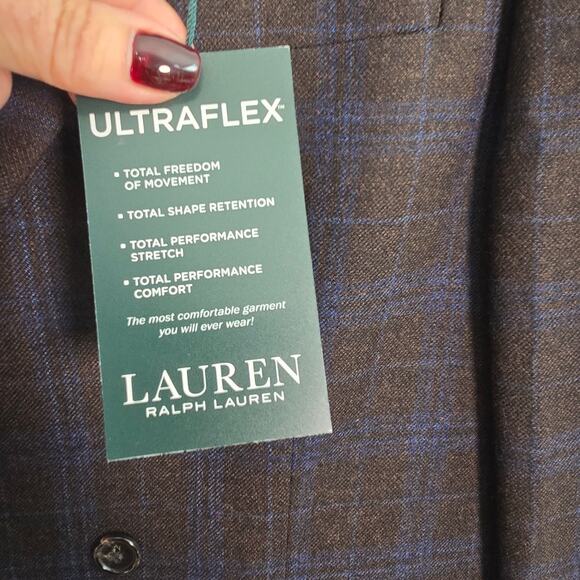 ULTRAFLEX™
▪ TOTAL FREEDOM
OF MOVEMENT
▪ TOTAL SHAPE RETENTION
▪ TOTAL PERFORMANCE
STRETCH
▪ TOTAL PERFORMANCE
COMFORT
The most comfortable garment
you will ever wear!
LAUREN
RALPH LAUREN